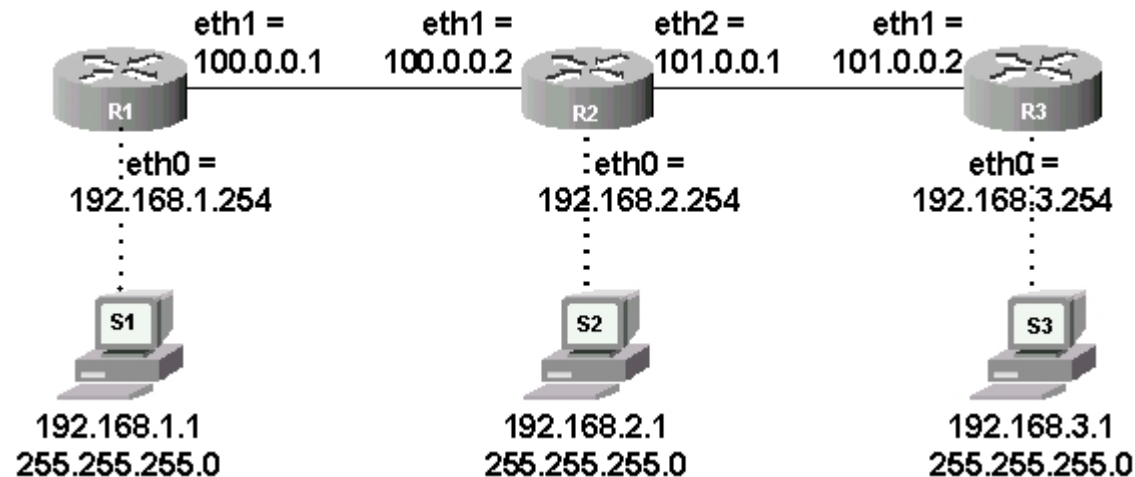 eth1 =
100.0.0.1
eth1 =
100.0.0.2
eth2 =
101.0.0.1
eth1 =
101.0.0.2
R1
R2
R3
eth0 =
192.168.1.254
eth0 =
192.168.2.254
eth0 =
192.168.3.254
S1
S2
S3
192.168.1.1
255.255.255.0
192.168.2.1
255.255.255.0
192.168.3.1
255.255.255.0